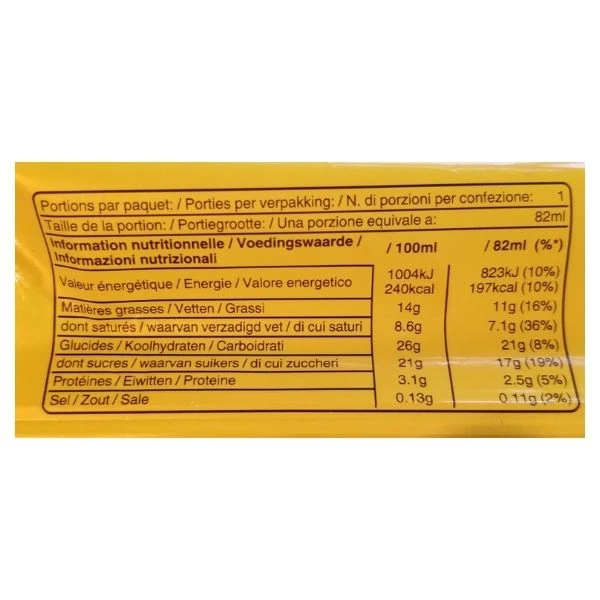 Portions par paquet: / Porties per verpakking: / N. di porzioni per confezione: 1
Taille de la portion: / Portiegrootte: / Una porzione equivale a: 82ml
Information nutritionnelle / Voedingswaarde / Informazioni nutrizionali / 100ml / 82ml (%*)
Valeur énergétique / Energie / Valore energetico 1004kJ 240kcal 823kJ (10%) 197kcal (10%)
Matières grasses / Vetten / Grassi 14g 11g (16%)
dont saturés / waarvan verzadigd vet / di cui saturi 8.6g 7.1g (36%)
Glucides / Koolhydraten / Carboidrati 26g 21g (8%)
dont sucres / waarvan suikers / di cui zuccheri 21g 17g (19%)
Protéines / Eiwitten / Proteine 3.1g 2.5g (5%)
Sel / Zout / Sale 0.13g 0.11g (2%)